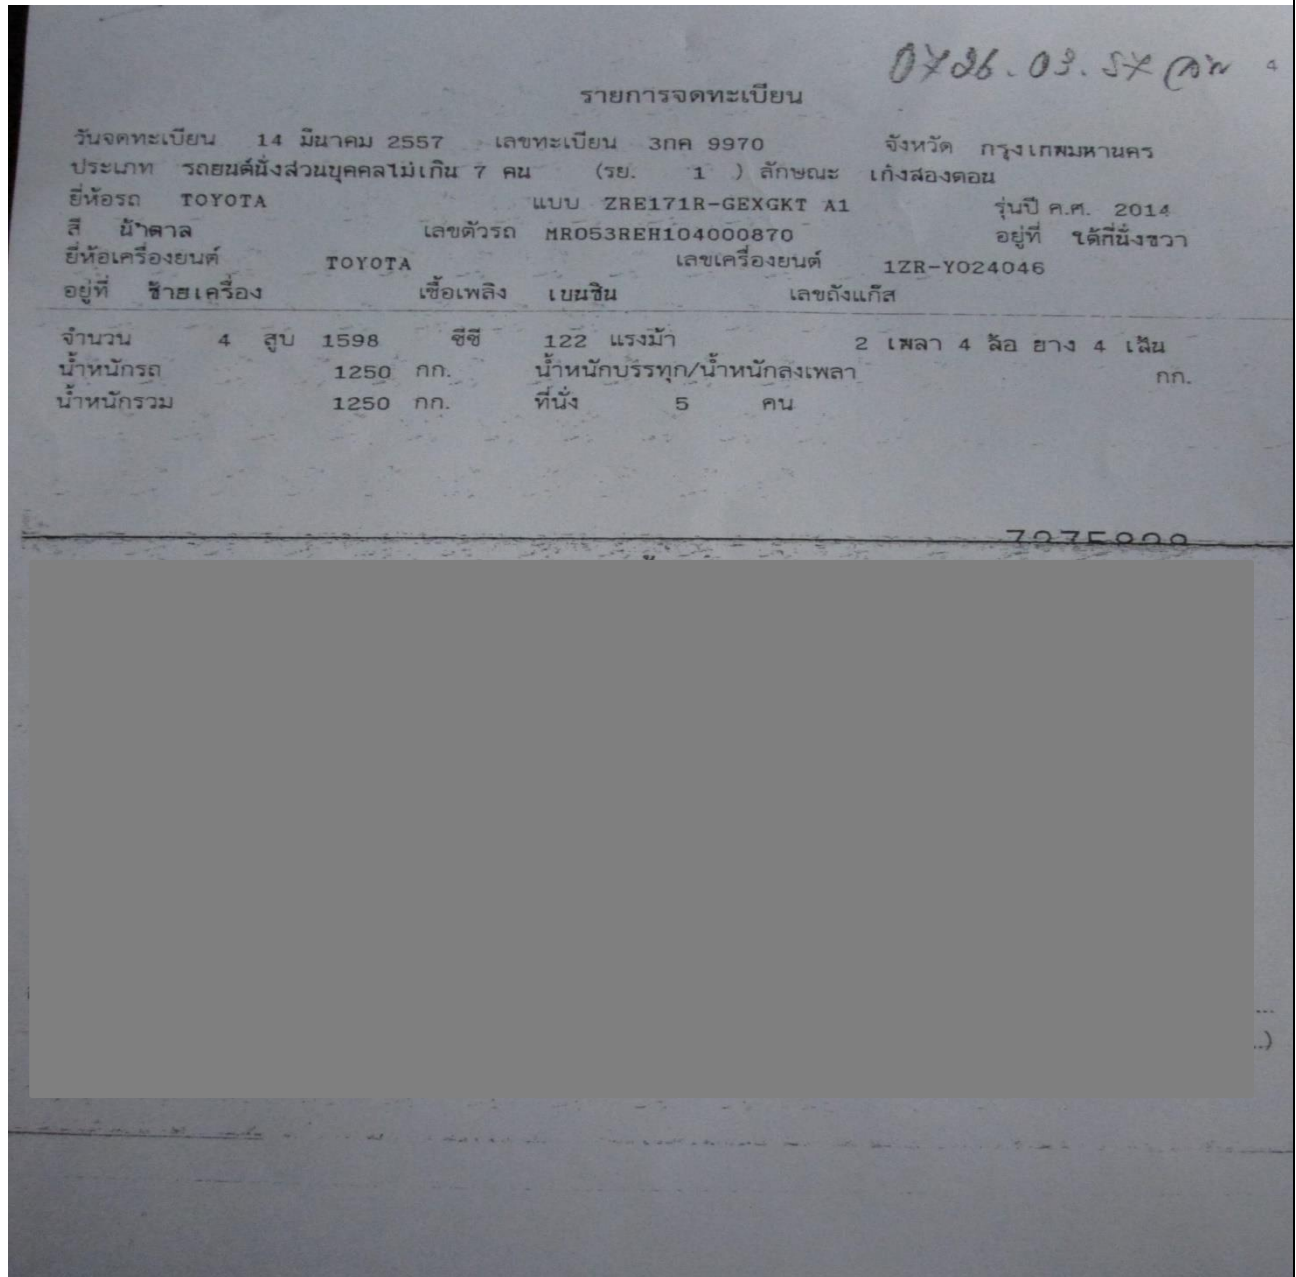 4
รายการจดทะเบียน
วันจดทะเบียน 14 มีนาคม 2557 เลขทะเบียน 3กค 9970 จังหวัด กรุงเทพมหานคร
ประเภท รถยนต์นั่งส่วนบุคคลไม่เกิน 7 คน (รย. 1 ) ลักษณะ เก๋งสองตอน
ยี่ห้อรถ TOYOTA แบบ ZRE171R-GEXGKT A1 รุ่นปี ค.ศ. 2014
สี น้ำตาล เลขตัวรถ MR053REH104000870 อยู่ที่ ใต้ที่นั่งขวา
ยี่ห้อเครื่องยนต์ TOYOTA เลขเครื่องยนต์ 1ZR-Y024046
อยู่ที่ ซ้ายเครื่อง เชื้อเพลิง เบนซิน เลขถังแก๊ส
จำนวน 4 สูบ 1598 ซีซี 122 แรงม้า 2 เพลา 4 ล้อ ยาง 4 เส้น
น้ำหนักรถ 1250 กก. น้ำหนักบรรทุก/น้ำหนักลงเพลา กก.
น้ำหนักรวม 1250 กก. ที่นั่ง 5 คน